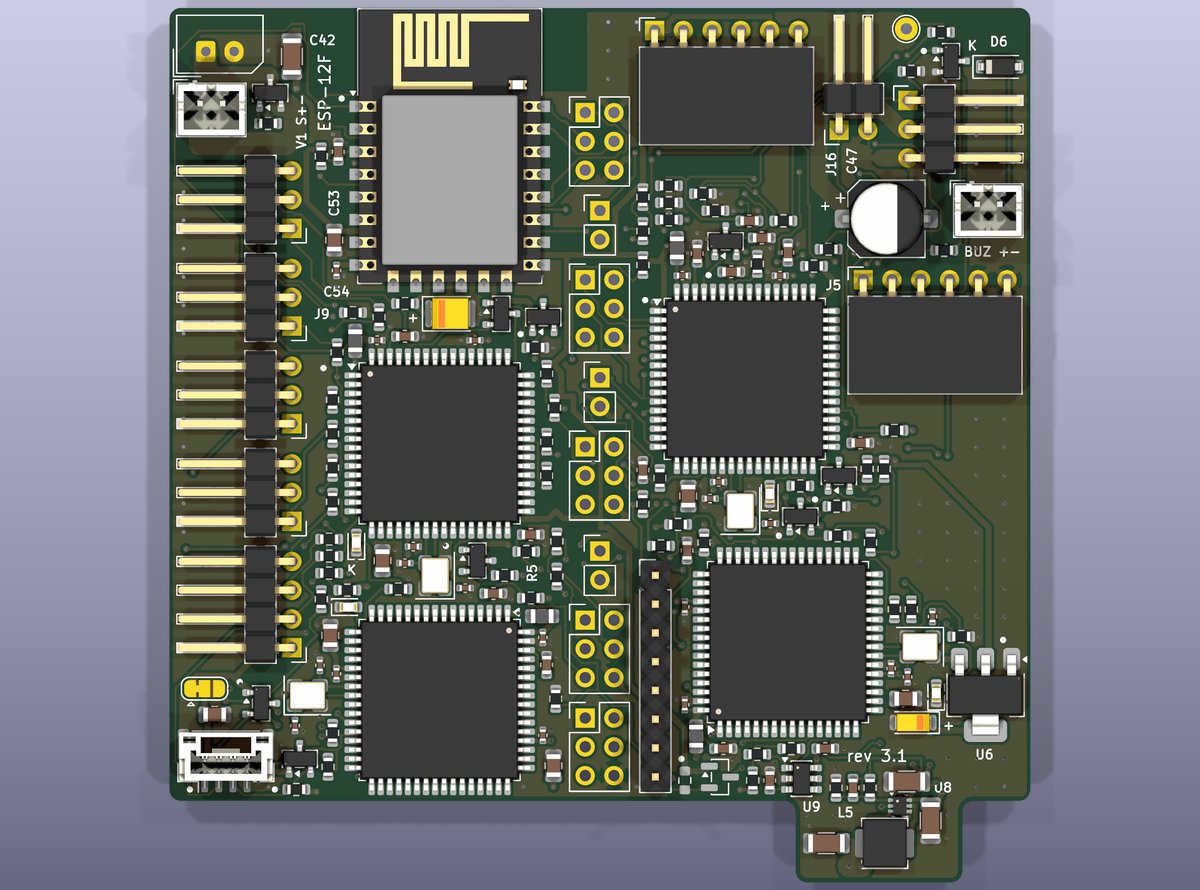 C42
K D6
ESP-12F
V1 S+-
J16
C47
C53
+ +
BUZ +-
C54
J5
J9
+
K
R5
+
rev 3.1
U6
U9
L5
U8